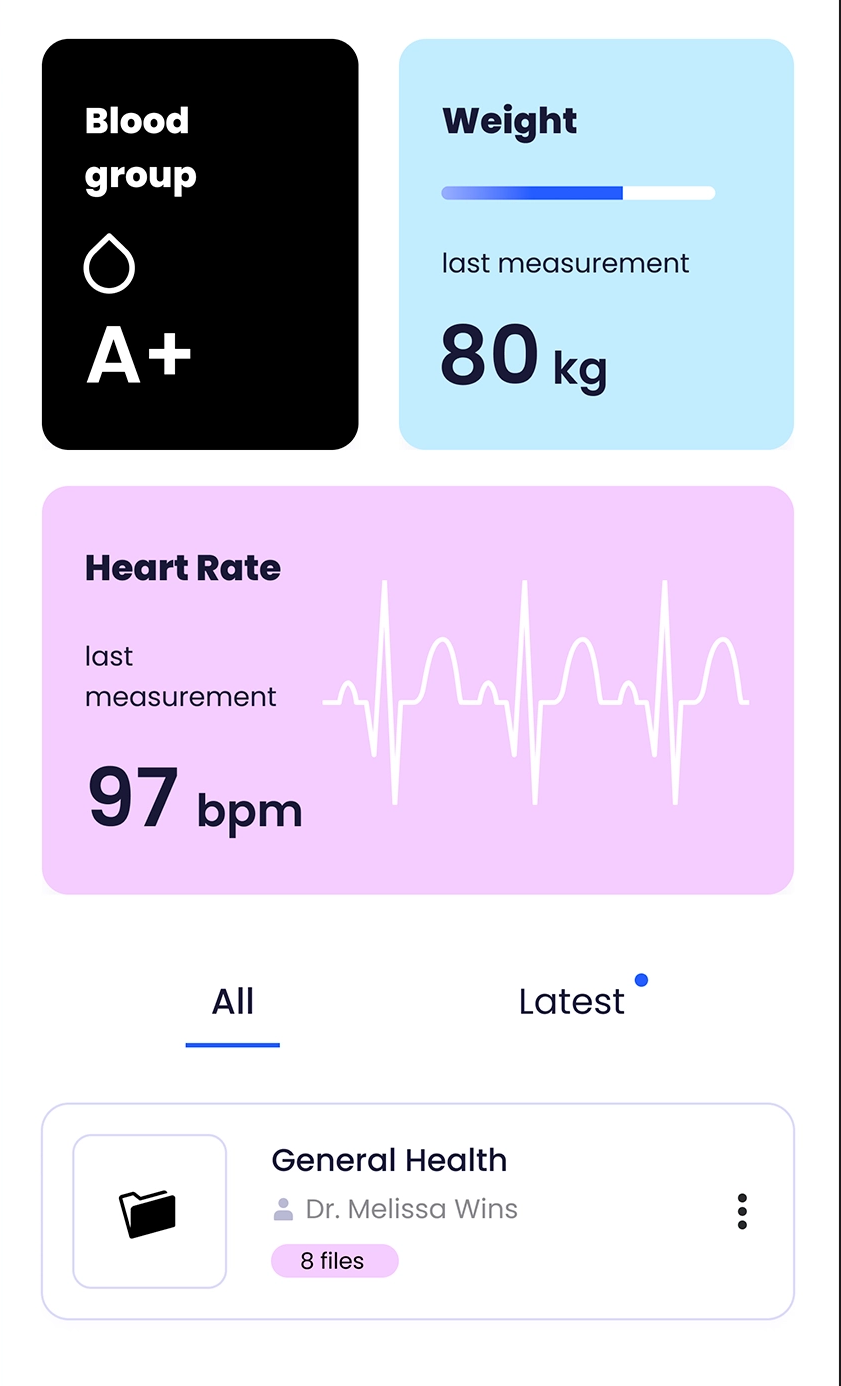 Blood
group
A+
Weight
last measurement
80 kg
Heart Rate
last
measurement
97 bpm
All
Latest
General Health
Dr. Melissa Wins
8 files